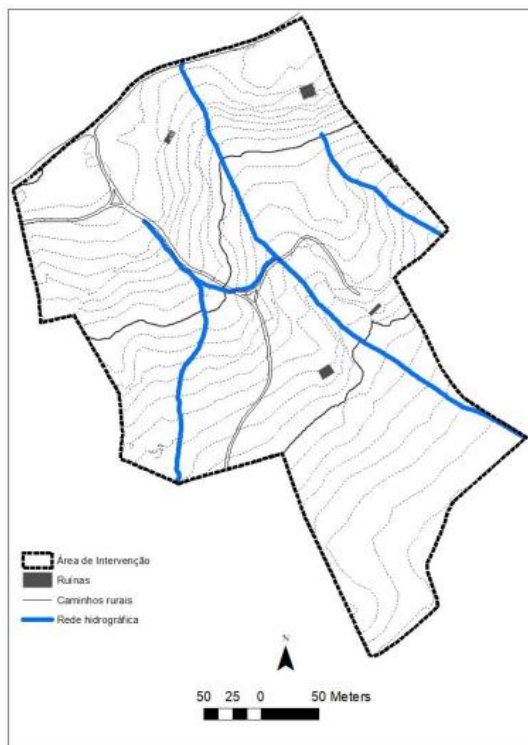 Área de Intervenção
Ruínas
Caminhos rurais
Rede hidrográfica
N
50 25 0 50 Meters